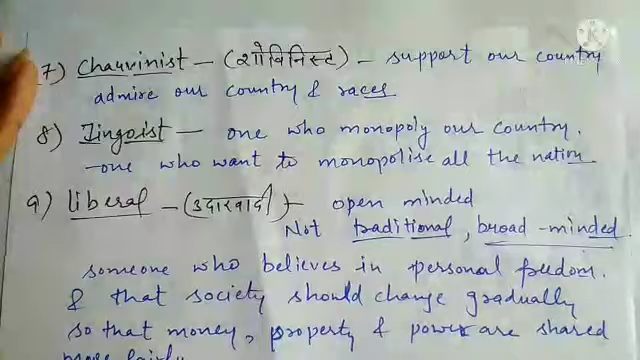 7) Chauvinist - (शोविनिस्ट) - support our country
admire our country & races
8) Jingoist - one who monopoly our country.
-one who want to monopolise all the nation
9) liberal - (उदारवादी) - open minded
Not traditional, broad-minded.
someone who believes in personal freedom.
& that society should change gradually
so that money, property & power are shared
more fairly